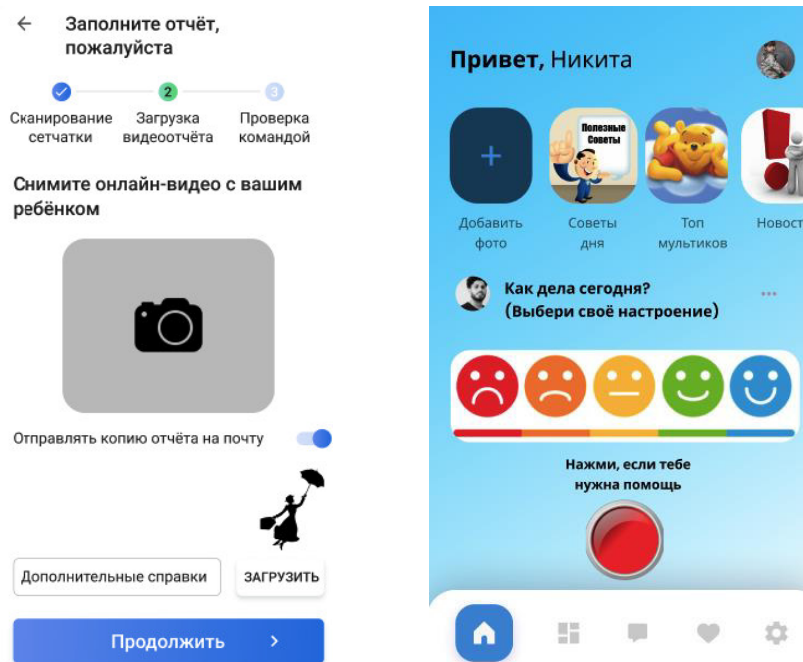 Заполните отчёт,
пожалуйста
2
3
Сканирование
сетчатки
Загрузка
видеоотчёта
Проверка
командой
Снимите онлайн-видео с вашим
ребёнком
Отправлять копию отчёта на почту
Дополнительные справки
ЗАГРУЗИТЬ
Продолжить
Привет, Никита
Полезные
Советы
Добавить
фото
Советы
дня
Топ
мультиков
Новост
Как дела сегодня?
(Выбери своё настроение)
Нажми, если тебе
нужна помощь